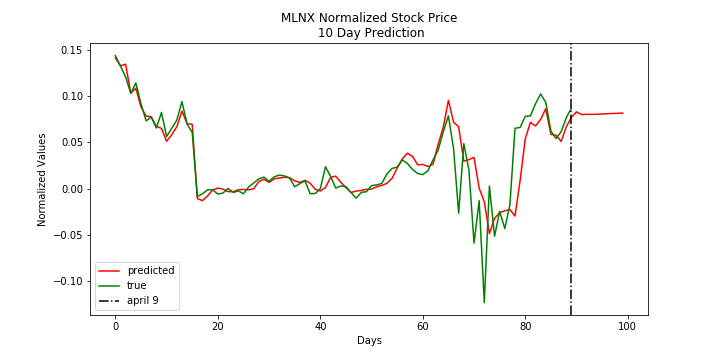 MLNX Normalized Stock Price
10 Day Prediction
0.15
0.10
0.05
0.00
−0.05
−0.10
Normalized Values
predicted
true
april 9
0 20 40 60 80 100
Days